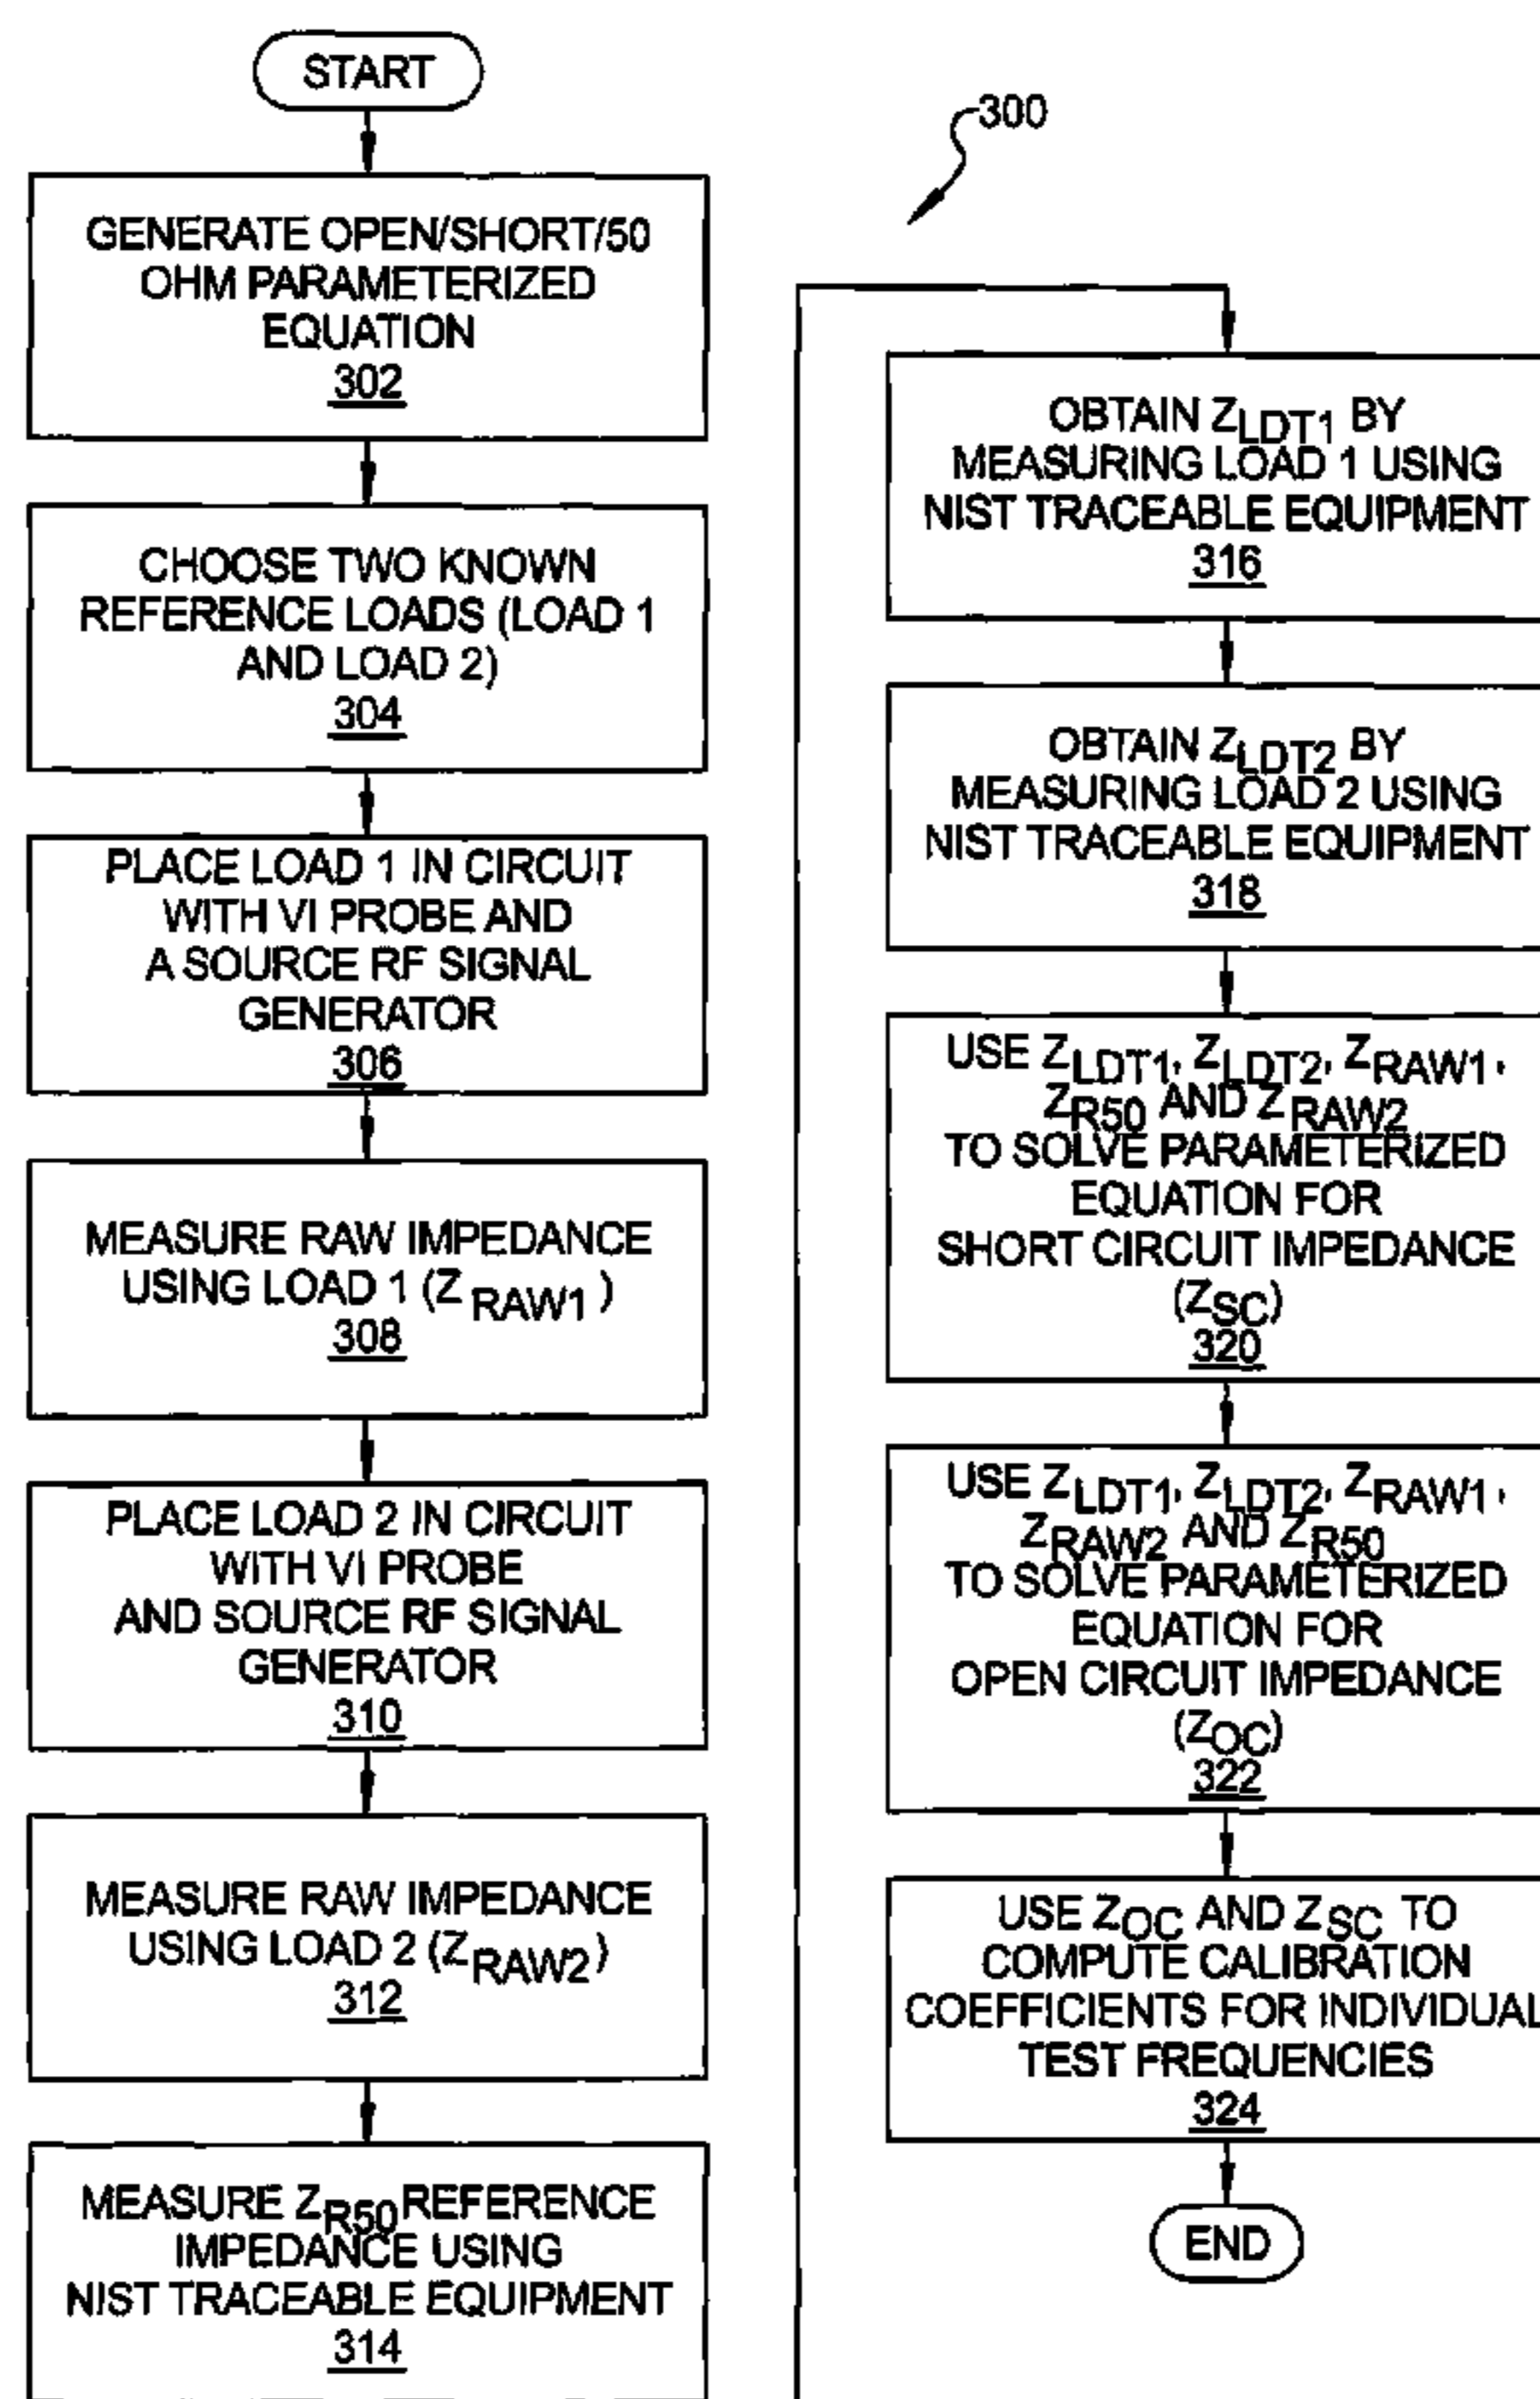 START
GENERATE OPEN/SHORT/50
OHM PARAMETERIZED
EQUATION
302
CHOOSE TWO KNOWN
REFERENCE LOADS (LOAD 1
AND LOAD 2)
304
PLACE LOAD 1 IN CIRCUIT
WITH VI PROBE AND
A SOURCE RF SIGNAL
GENERATOR
306
MEASURE RAW IMPEDANCE
USING LOAD 1 (Z RAW1 )
308
PLACE LOAD 2 IN CIRCUIT
WITH VI PROBE
AND SOURCE RF SIGNAL
GENERATOR
310
MEASURE RAW IMPEDANCE
USING LOAD 2 (ZRAW2)
312
MEASURE ZR50 REFERENCE
IMPEDANCE USING
NIST TRACEABLE EQUIPMENT
314
300
OBTAIN ZLDT1 BY
MEASURING LOAD 1 USING
NIST TRACEABLE EQUIPMENT
316
OBTAIN ZLDT2 BY
MEASURING LOAD 2 USING
NIST TRACEABLE EQUIPMENT
318
USE ZLDT1, ZLDT2, ZRAW1,
ZR50 AND ZRAW2
TO SOLVE PARAMETERIZED
EQUATION FOR
SHORT CIRCUIT IMPEDANCE
(ZSC)
320
USE ZLDT1, ZLDT2, ZRAW1,
ZRAW2 AND ZR50
TO SOLVE PARAMETERIZED
EQUATION FOR
OPEN CIRCUIT IMPEDANCE
(ZOC)
322
USE ZOC AND ZSC TO
COMPUTE CALIBRATION
COEFFICIENTS FOR INDIVIDUAL
TEST FREQUENCIES
324
END